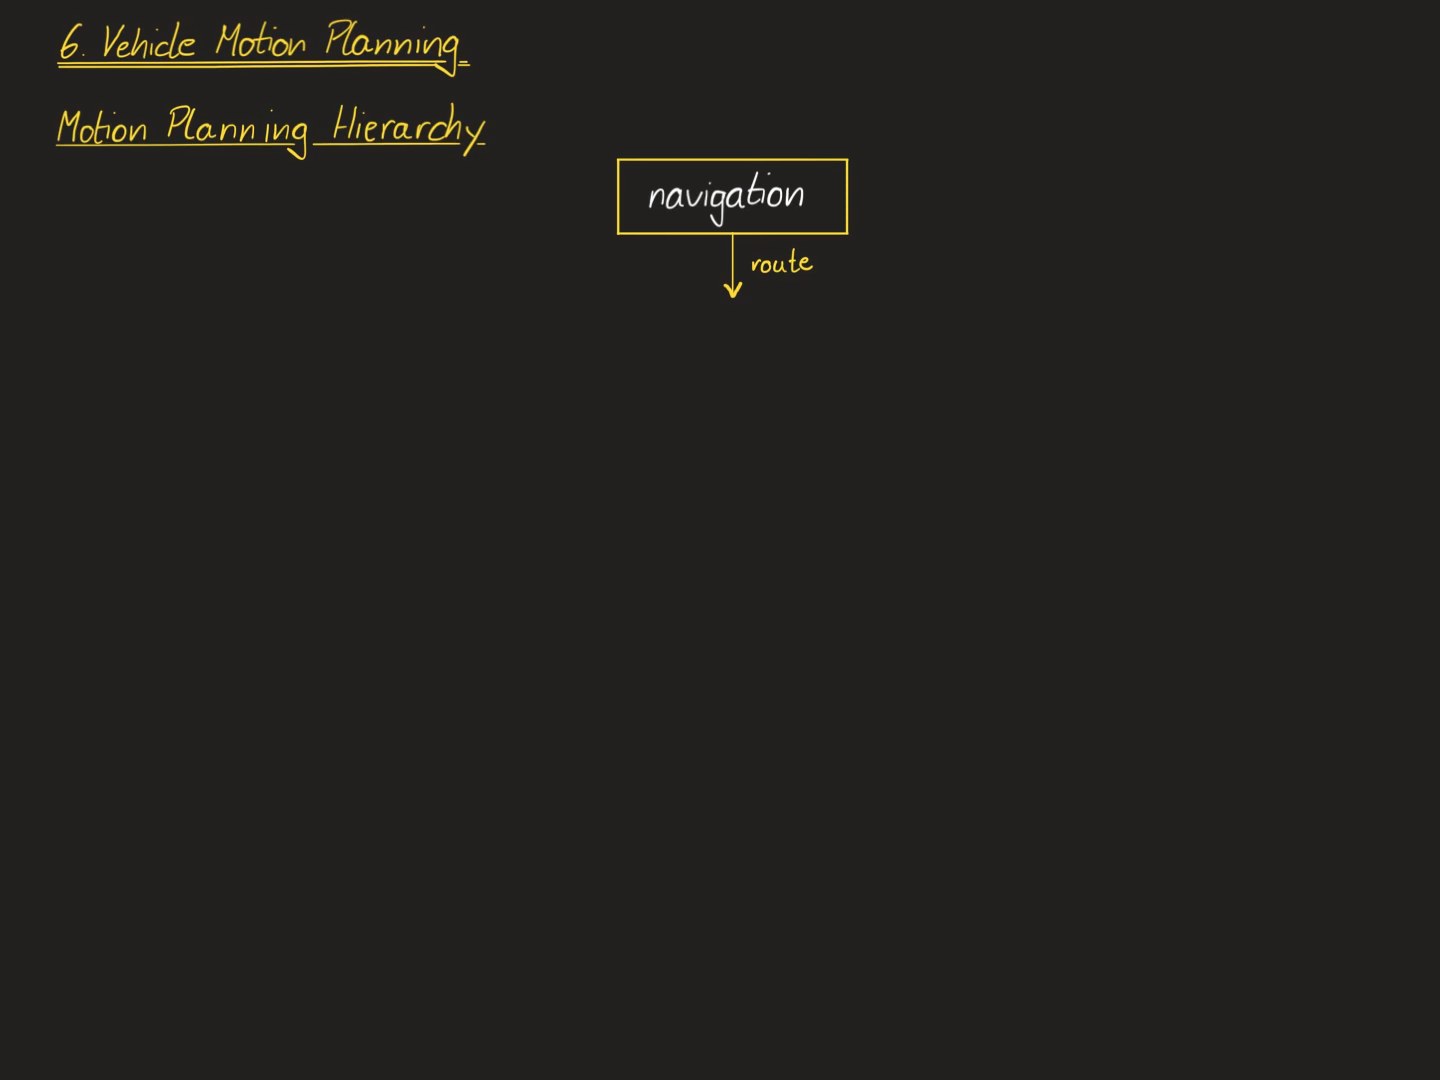 6. Vehicle Motion Planning
Motion Planning Hierarchy
navigation
route